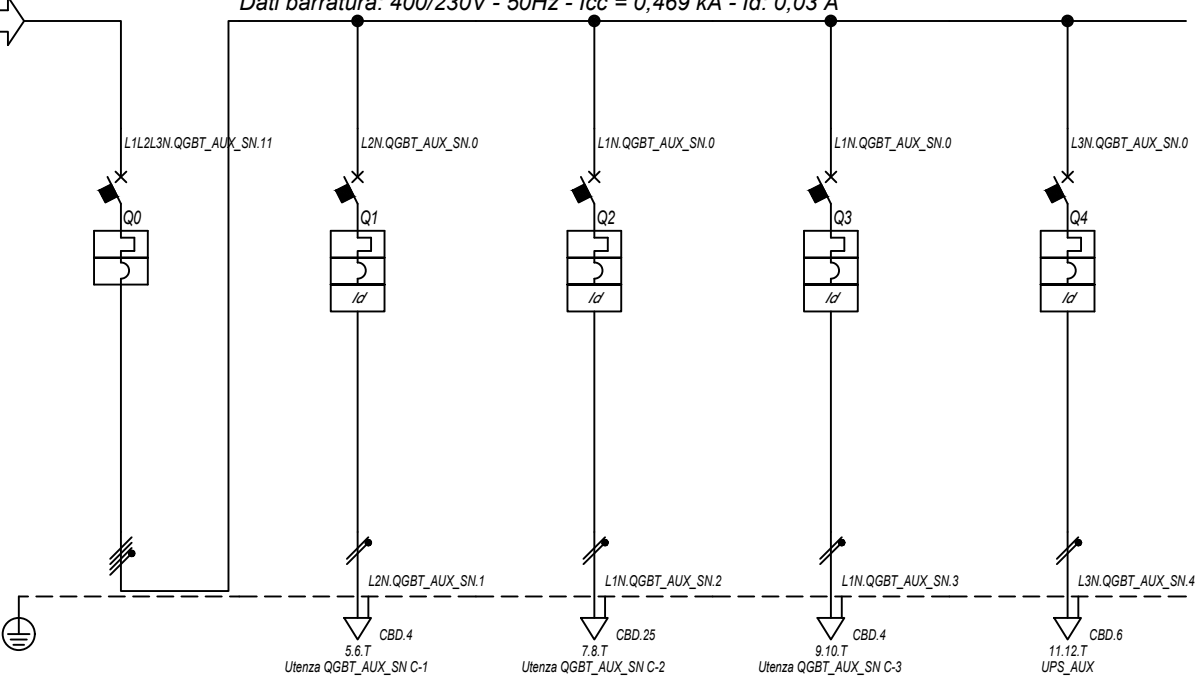 Dati barratura: 400/230V - 50Hz - Icc = 0,469 kA - Id: 0,03 A
L1L2L3N.QGBT_AUX_SN.11
L2N.QGBT_AUX_SN.0
L1N.QGBT_AUX_SN.0
L1N.QGBT_AUX_SN.0
L3N.QGBT_AUX_SN.0
Q0
Q1
Q2
Q3
Q4
Id
Id
Id
Id
L2N.QGBT_AUX_SN.1
L1N.QGBT_AUX_SN.2
L1N.QGBT_AUX_SN.3
L3N.QGBT_AUX_SN.4
CBD.4
CBD.25
CBD.4
CBD.6
5.6.T
7.8.T
9.10.T
11.12.T
Utenza QGBT_AUX_SN C-1
Utenza QGBT_AUX_SN C-2
Utenza QGBT_AUX_SN C-3
UPS_AUX